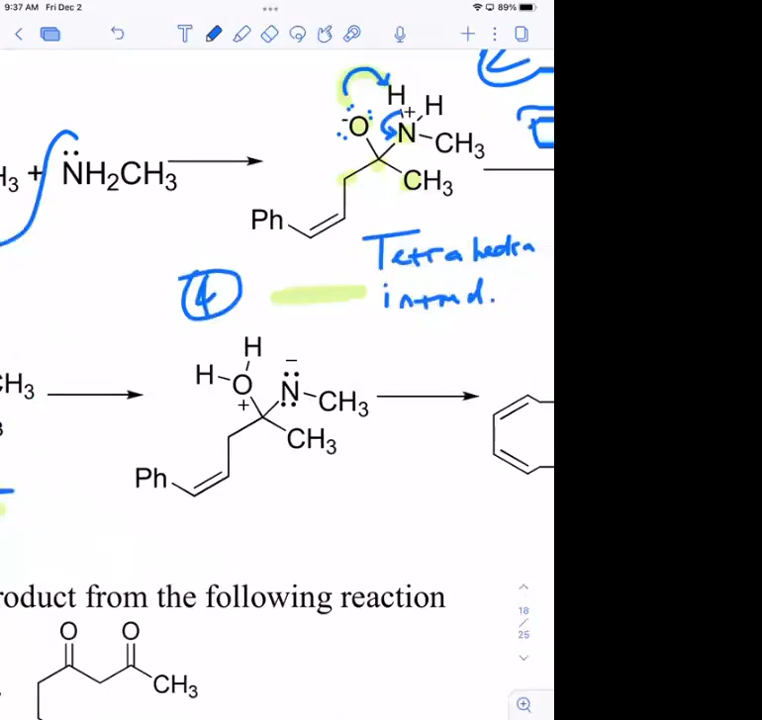 9:37 AM Fri Dec 2
89%
H
H
+
-O
N-CH3
H3 + NH2CH3
CH3
Ph
Tetrahedra
④
intmd.
H
H-O
+
N-CH3
CH3
CH3
Ph
roduct from the following reaction
18
/
25
O O
CH3